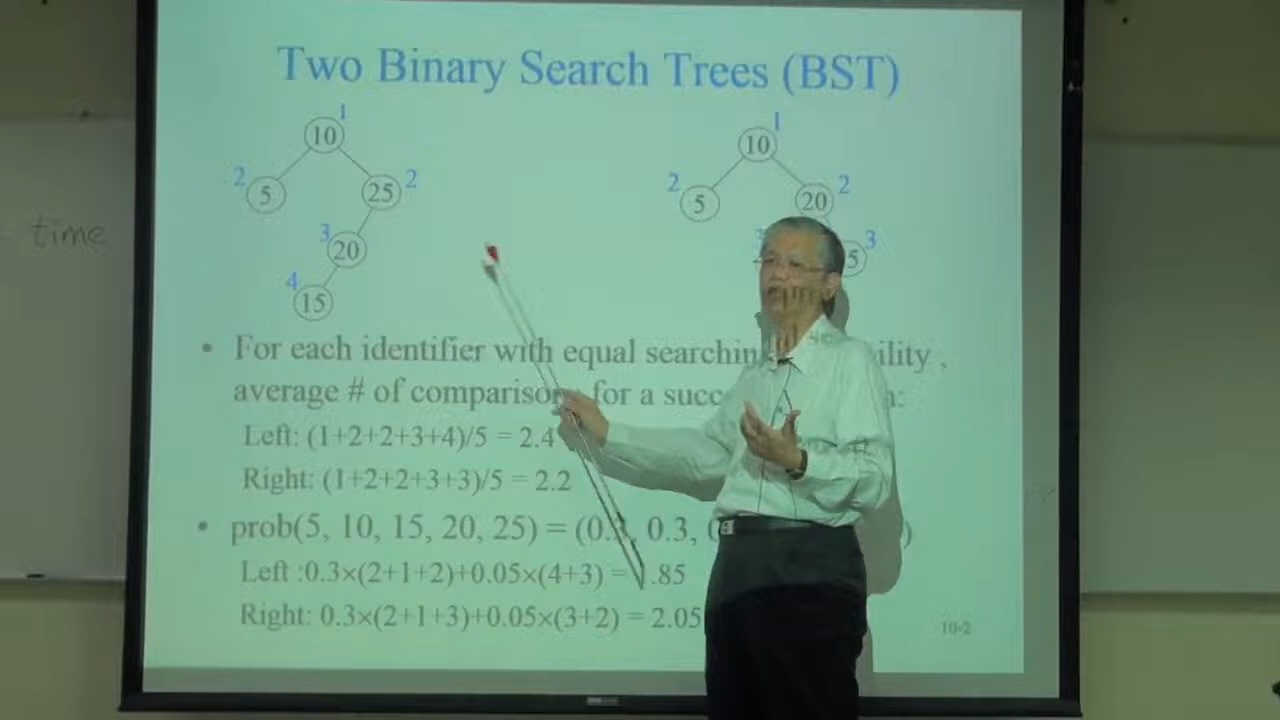 Two Binary Search Trees (BST)
1
10
2
5
25
2
3
20
4
15
1
10
2
5
20
2
3
time
• For each identifier with equal searching
average # of comparisons for a
Left: (1+2+2+3+4)/5 = 2.4
Right: (1+2+2+3+3)/5 = 2.2
• prob(5, 10, 15, 20, 25) = (0.3, 0.3,
Left :0.3×(2+1+2)+0.05×(4+3) = 1.85
Right: 0.3×(2+1+3)+0.05×(3+2) = 2.05
10-2